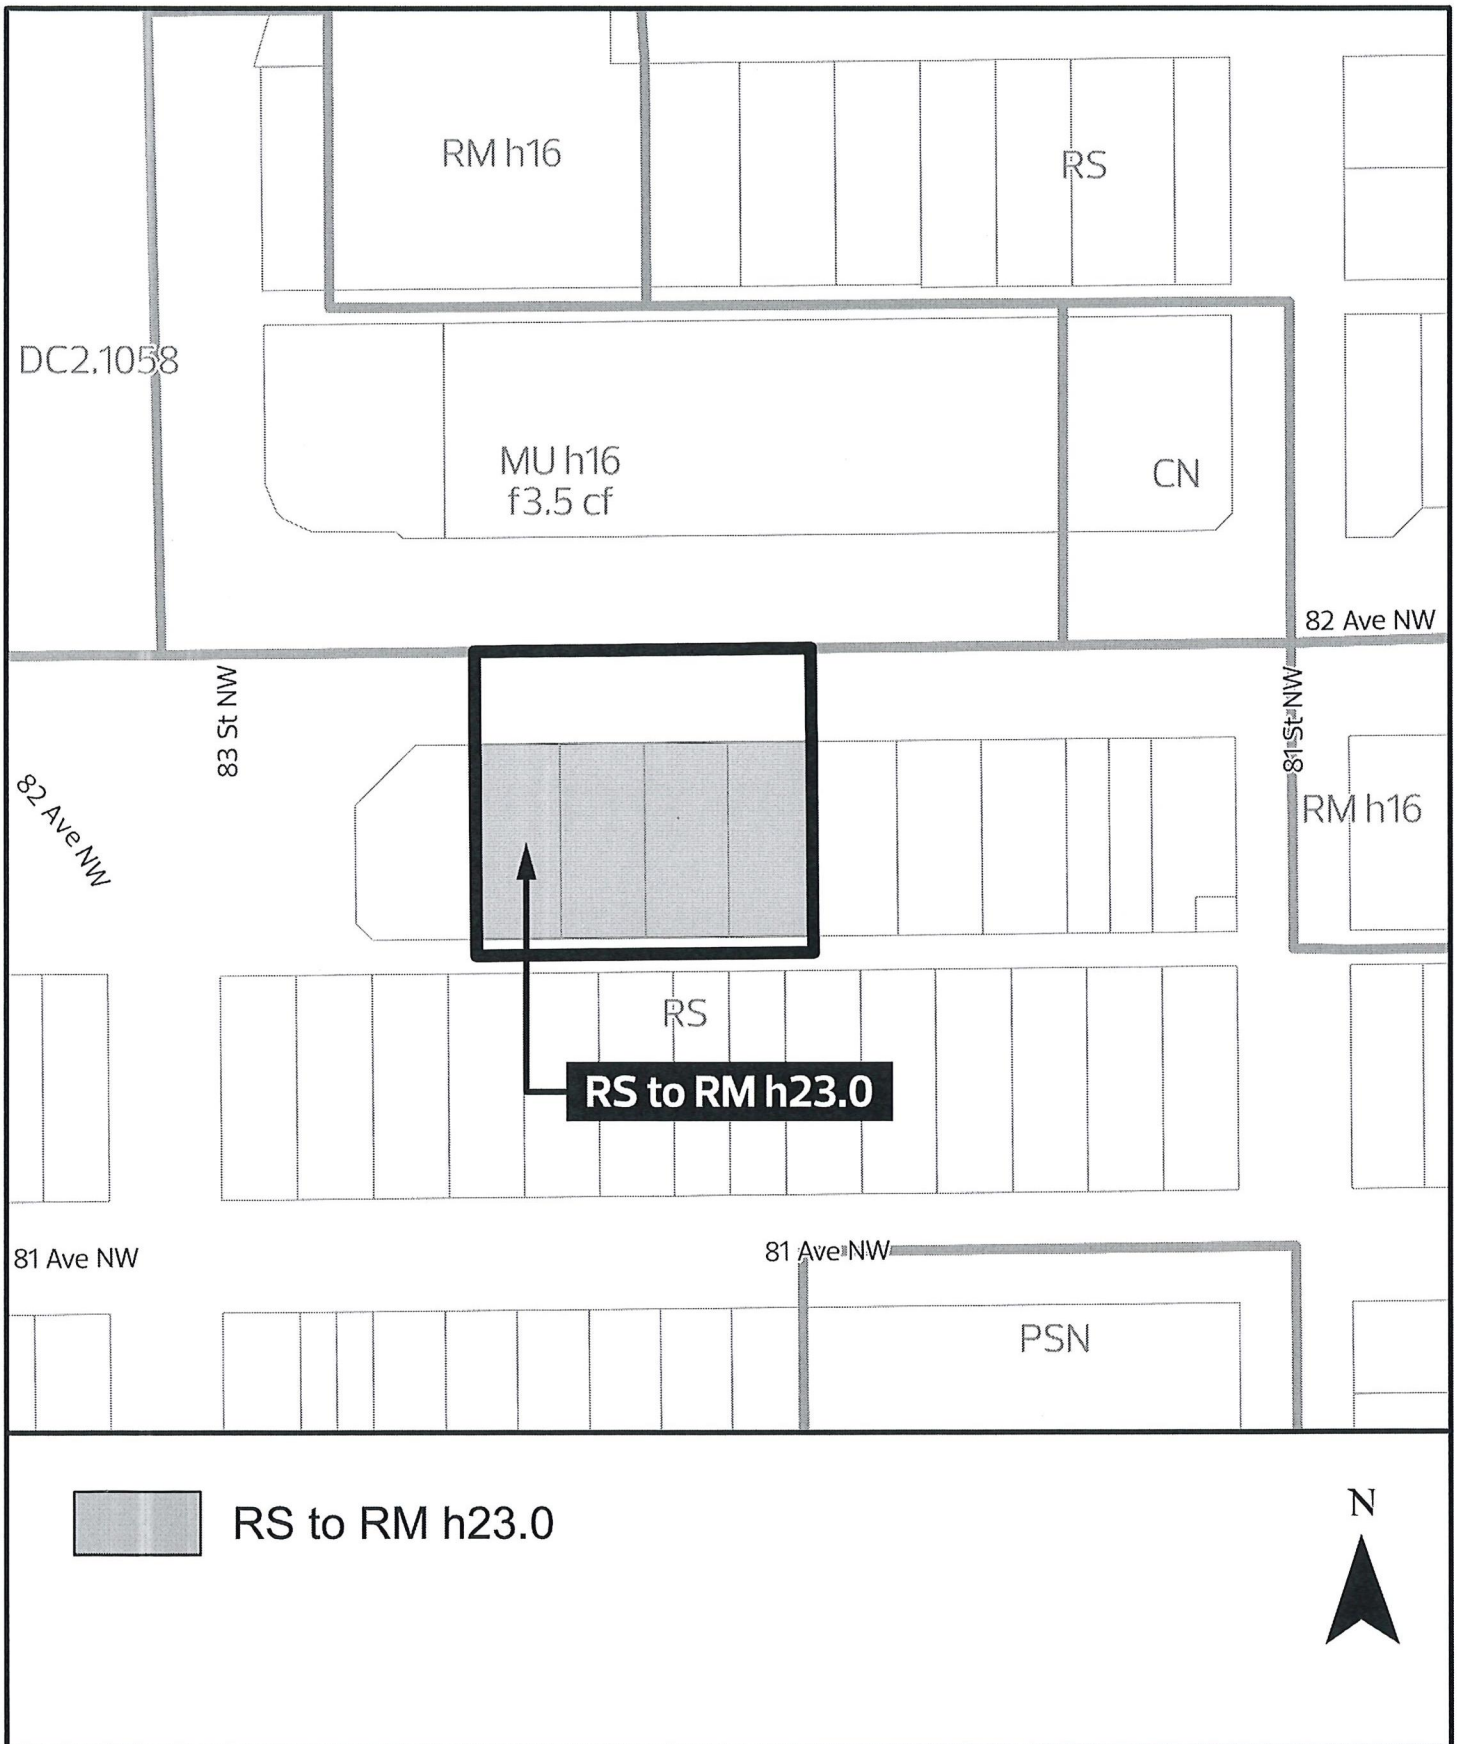 RM h16
RS
DC2.1058
MU h16
f3.5 cf
CN
82 Ave NW
83 St NW
81 St NW
82 Ave NW
RM h16
RS
RS to RM h23.0
81 Ave NW
81 Ave NW
PSN
RS to RM h23.0
N